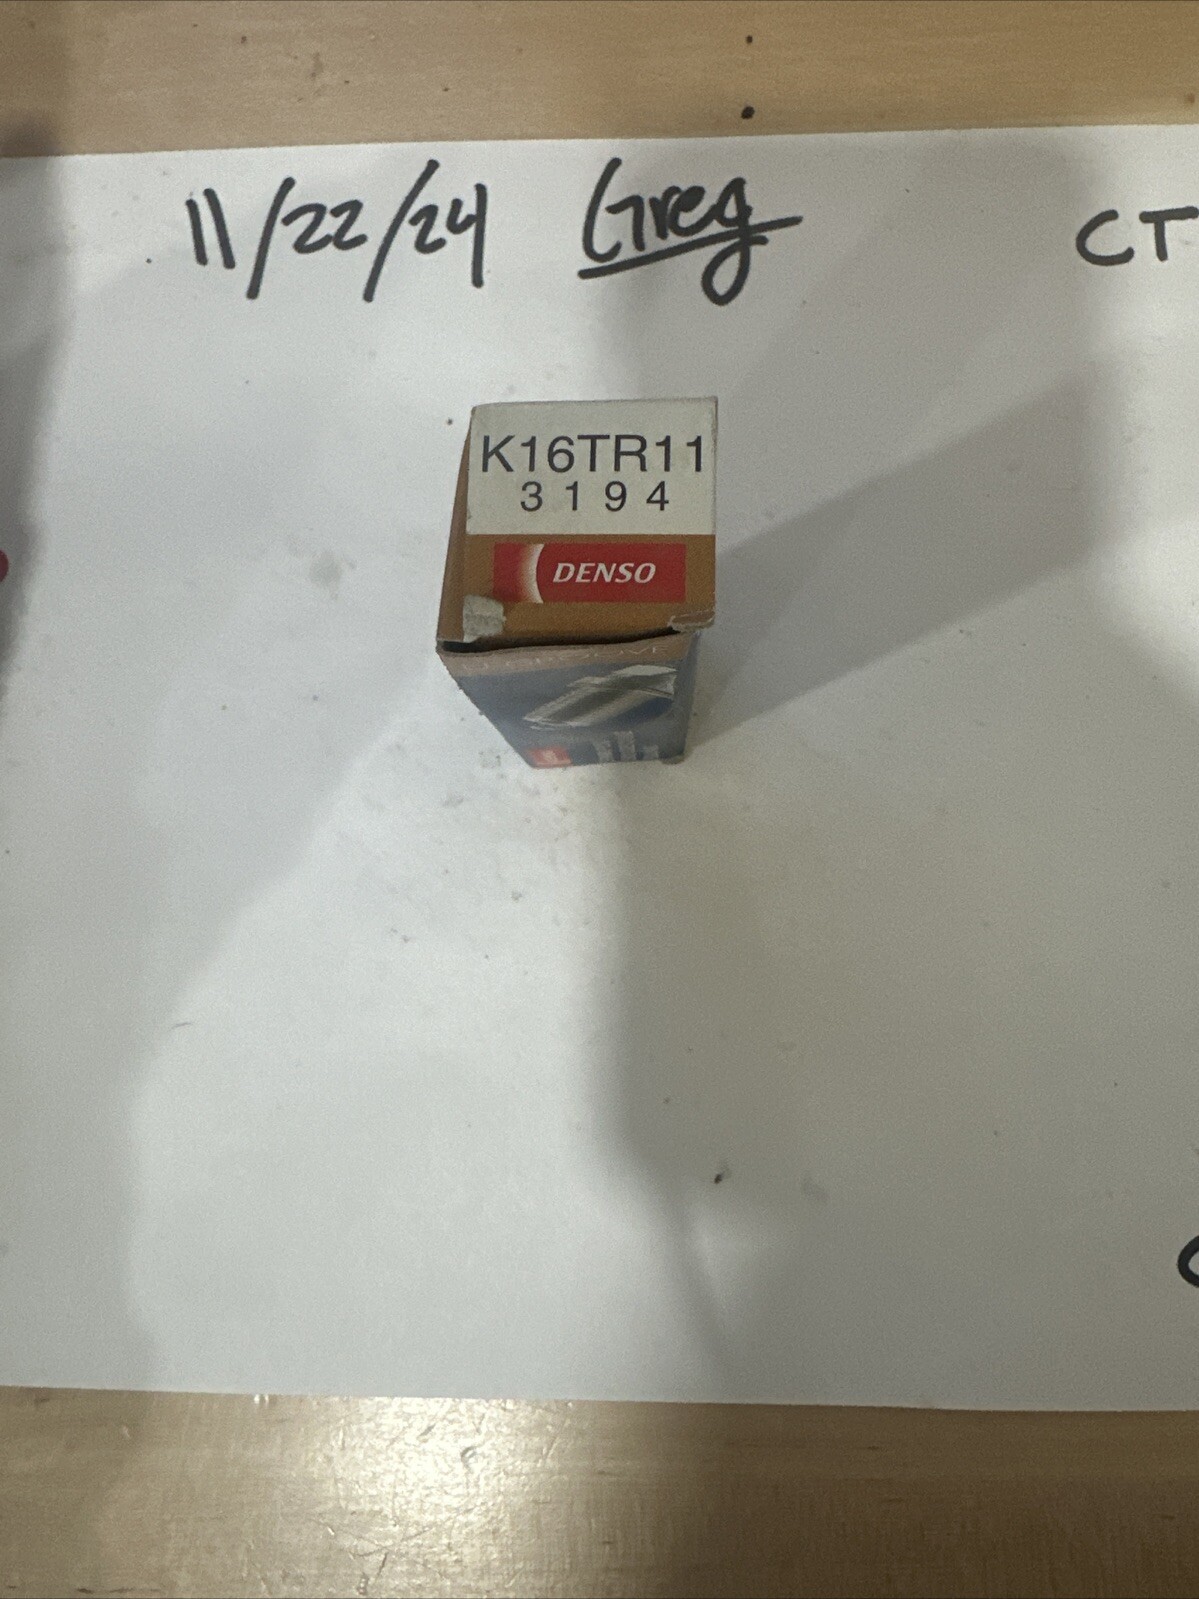 11/22/24 Greg CT
K16TR11
3194
DENSO